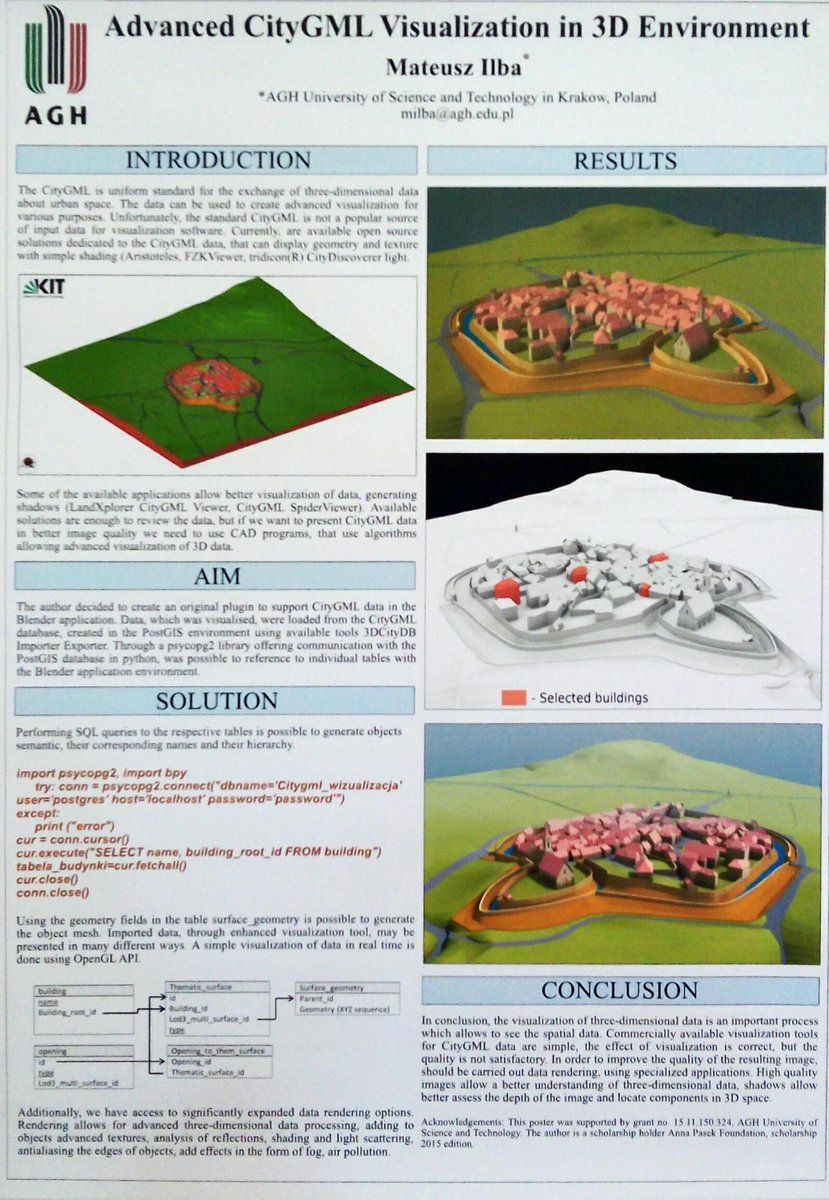 Advanced CityGML Visualization in 3D Environment
Mateusz Ilba*
*AGH University of Science and Technology in Krakow, Poland
milba@agh.edu.pl
AGH
INTRODUCTION
The CityGML is uniform standard for the exchange of three-dimensional data
about urban space. The data can be used to create advanced visualization for
various purposes. Unfortunately, the standard CityGML is not a popular source
of input data for visualization software. Currently, are available open source
solutions dedicated to the CityGML data, that can display geometry and texture
with simple shading (Aristoteles, FZKViewer, tridicon(R) CityDiscoverer light.
KIT
Some of the available applications allow better visualization of data, generating
shadows (LandXplorer CityGML Viewer, CityGML SpiderViewer). Available
solutions are enough to review the data, but if we want to present CityGML data
in better image quality we need to use CAD programs, that use algorithms
allowing advanced visualization of 3D data.
AIM
The author decided to create an original plugin to support CityGML data in the
Blender application. Data, which was visualised, were loaded from the CityGML
database, created in the PostGIS environment using available tools 3DCityDB
Importer Exporter. Through a psycopg2 library offering communication with the
PostGIS database in python, was possible to reference to individual tables with
the Blender application environment.
SOLUTION
Performing SQL queries to the respective tables is possible to generate objects
semantic, their corresponding names and their hierarchy.
import psycopg2, import bpy
try: conn = psycopg2.connect("dbname='Citygml_wizualizacja'
user='postgres' host='localhost' password='password'")
except:
print ("error")
cur = conn.cursor()
cur.execute("SELECT name, building_root_id FROM building")
tabela_budynki=cur.fetchall()
cur.close()
conn.close()
Using the geometry fields in the table surface_geometry is possible to generate
the object mesh. Imported data, through enhanced visualization tool, may be
presented in many different ways. A simple visualization of data in real time is
done using OpenGL API.
building
name
Building_root_id
Thematic_surface
id
Building_id
Lod3_multi_surface_id
type
Surface_geometry
Parent_id
Geometry (XYZ sequence)
opening
id
type
Lod3_multi_surface_id
Opening_to_them_surface
Opening_id
Thematic_surface_id
Additionally, we have access to significantly expanded data rendering options.
Rendering allows for advanced three-dimensional data processing, adding to
objects advanced textures, analysis of reflections, shading and light scattering,
antialiasing the edges of objects, add effects in the form of fog, air pollution.
RESULTS
- Selected buildings
CONCLUSION
In conclusion, the visualization of three-dimensional data is an important process
which allows to see the spatial data. Commercially available visualization tools
for CityGML data are simple, the effect of visualization is correct, but the
quality is not satisfactory. In order to improve the quality of the resulting image,
should be carried out data rendering, using specialized applications. High quality
images allow a better understanding of three-dimensional data, shadows allow
better assess the depth of the image and locate components in 3D space.
Acknowledgements: This poster was supported by grant no. 15.11.150.324, AGH University of
Science and Technology. The author is a scholarship holder Anna Pasek Foundation, scholarship
2015 edition.